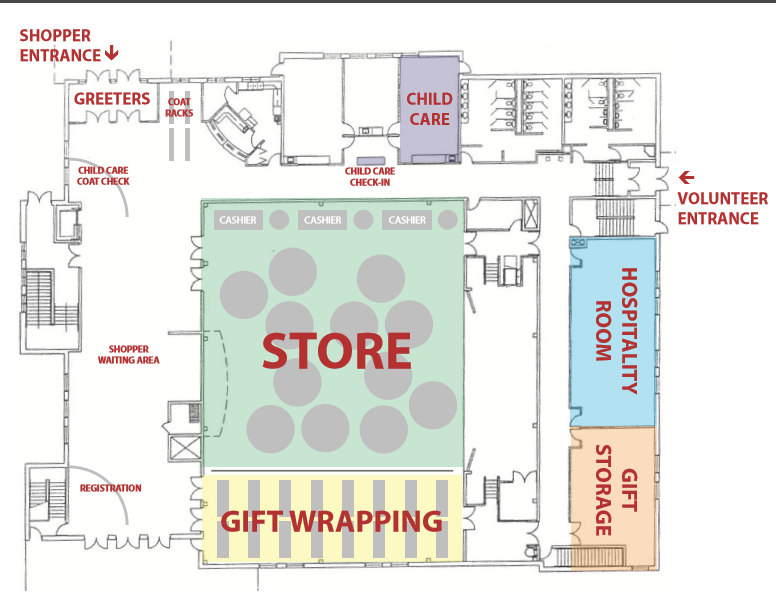 SHOPPER
ENTRANCE
GREETERS
COAT
RACKS
CHILD
CARE
CHILD CARE
COAT CHECK
CHILD CARE
CHECK-IN
VOLUNTEER
ENTRANCE
CASHIER
CASHIER
CASHIER
HOSPITALITY
ROOM
STORE
SHOPPER
WAITING AREA
GIFT
STORAGE
REGISTRATION
GIFT WRAPPING